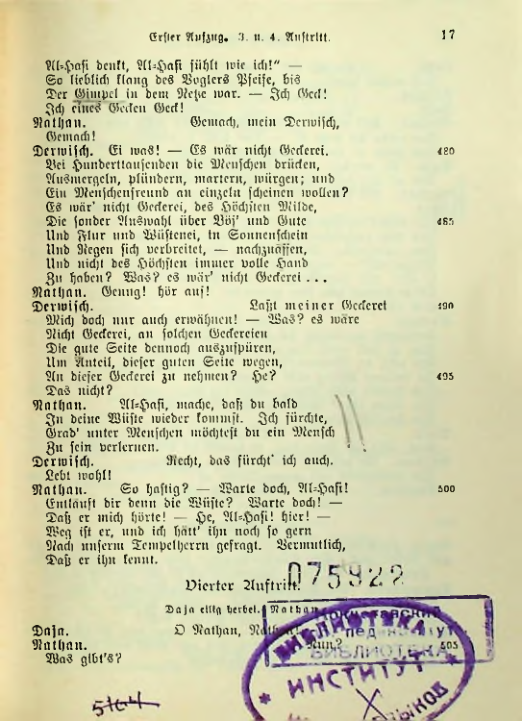 Erster Aufzug. 3. u. 4. Auftritt. 17
Al-Hafi denkt, Al-Hafi fühlt wie ich!" —
So lieblich klang des Voglers Pfeife, bis
Der Gimpel in dem Netze war. — Ich Geck!
Ich eines Gecken Geck!
Nathan. Gemach, mein Derwisch,
Gemach!
Derwisch. Ei was! — Es wär' nicht Geckerei. 480
Bei Hunderttausenden die Menschen drücken,
Ausmergeln, plündern, martern, würgen; und
Ein Menschenfreund an einzeln scheinen wollen?
Es wär' nicht Geckerei, des Höchsten Milde,
Die sonder Auswahl über Bös' und Gute 485
Und Flur und Wüstenei, in Sonnenschein
Und Regen sich verbreitet, — nachzuäffen,
Und nicht des Höchsten immer volle Hand
Zu haben? Was? es wär' nicht Geckerei ...
Nathan. Genug! hör auf!
Derwisch. Laßt meiner Geckerei 490
Mich doch nur auch erwähnen! — Was? es wäre
Nicht Geckerei, an solchen Geckereien
Die gute Seite dennoch auszuspüren,
Um Anteil, dieser guten Seite wegen,
An dieser Geckerei zu nehmen? He? 495
Das nicht?
Nathan. Al-Hafi, mache, daß du bald
In deine Wüste wieder kommst. Ich fürchte,
Grad' unter Menschen möchtest du ein Mensch
Zu sein verlernen.
Derwisch. Recht, das fürcht' ich auch.
Lebt wohl!
Nathan. So hastig? — Warte doch, Al-Hafi! 500
Entläuft dir denn die Wüste? Warte doch! —
Daß er mich hörte! — He, Al-Hafi! hier! —
Weg ist er, und ich hätt' ihn noch so gern
Nach unserm Tempelherrn gefragt. Vermutlich,
Daß er ihn kennt.
Vierter Auftritt.
075922
Daja eilig herbei. Nathan
Daja. O Nathan,
Nathan. Nun? 505
Was gibt's?
БИБЛИОТЕКА
БИБЛИОТЕКА
ИНСТИТУТ
5164